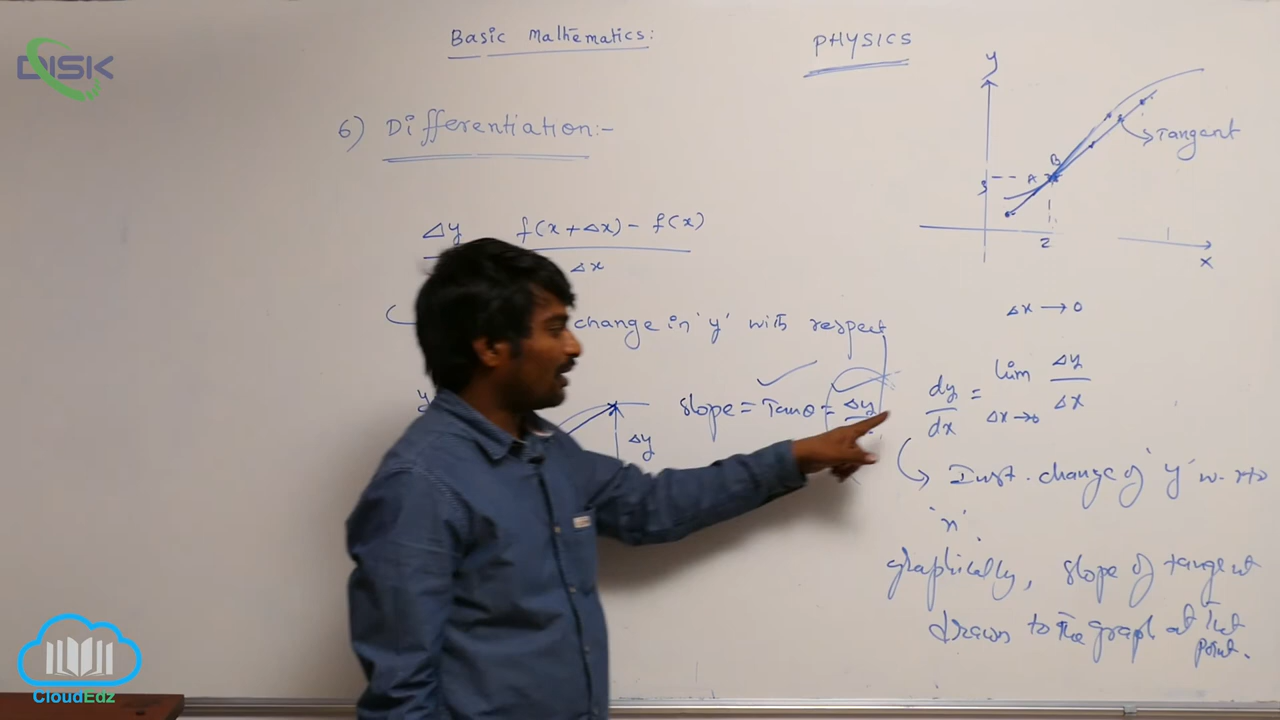 DISK
Basic Mathematics:
PHYSICS
6) Differentiation:-
Δy f(x + Δx) - f(x)
Δx
change in 'y' with respect
Δy
slope = Tanθ = Δy
y
Tangent
B
A
3
2
x
Δx → 0
dy/dx = lim Δx→0 Δy/Δx
Inst. change of 'y' w.r.to
'x'.
graphically, slope of tangent
drawn to the graph at that
point.
CloudEdz